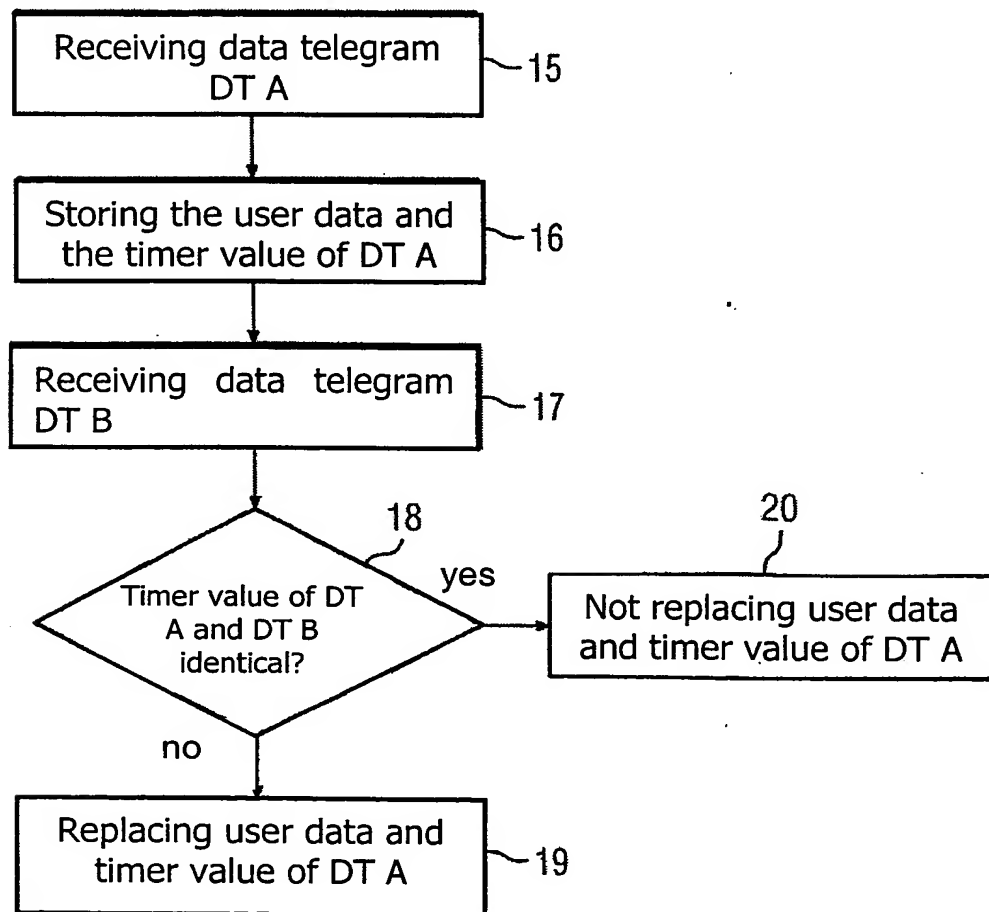 Receiving data telegram
DT A
15
Storing the user data and
the timer value of DT A
16
Receiving data telegram
DT B
17
18
Timer value of DT
A and DT B
identical?
yes
20
Not replacing user data
and timer value of DT A
no
Replacing user data and
timer value of DT A
19